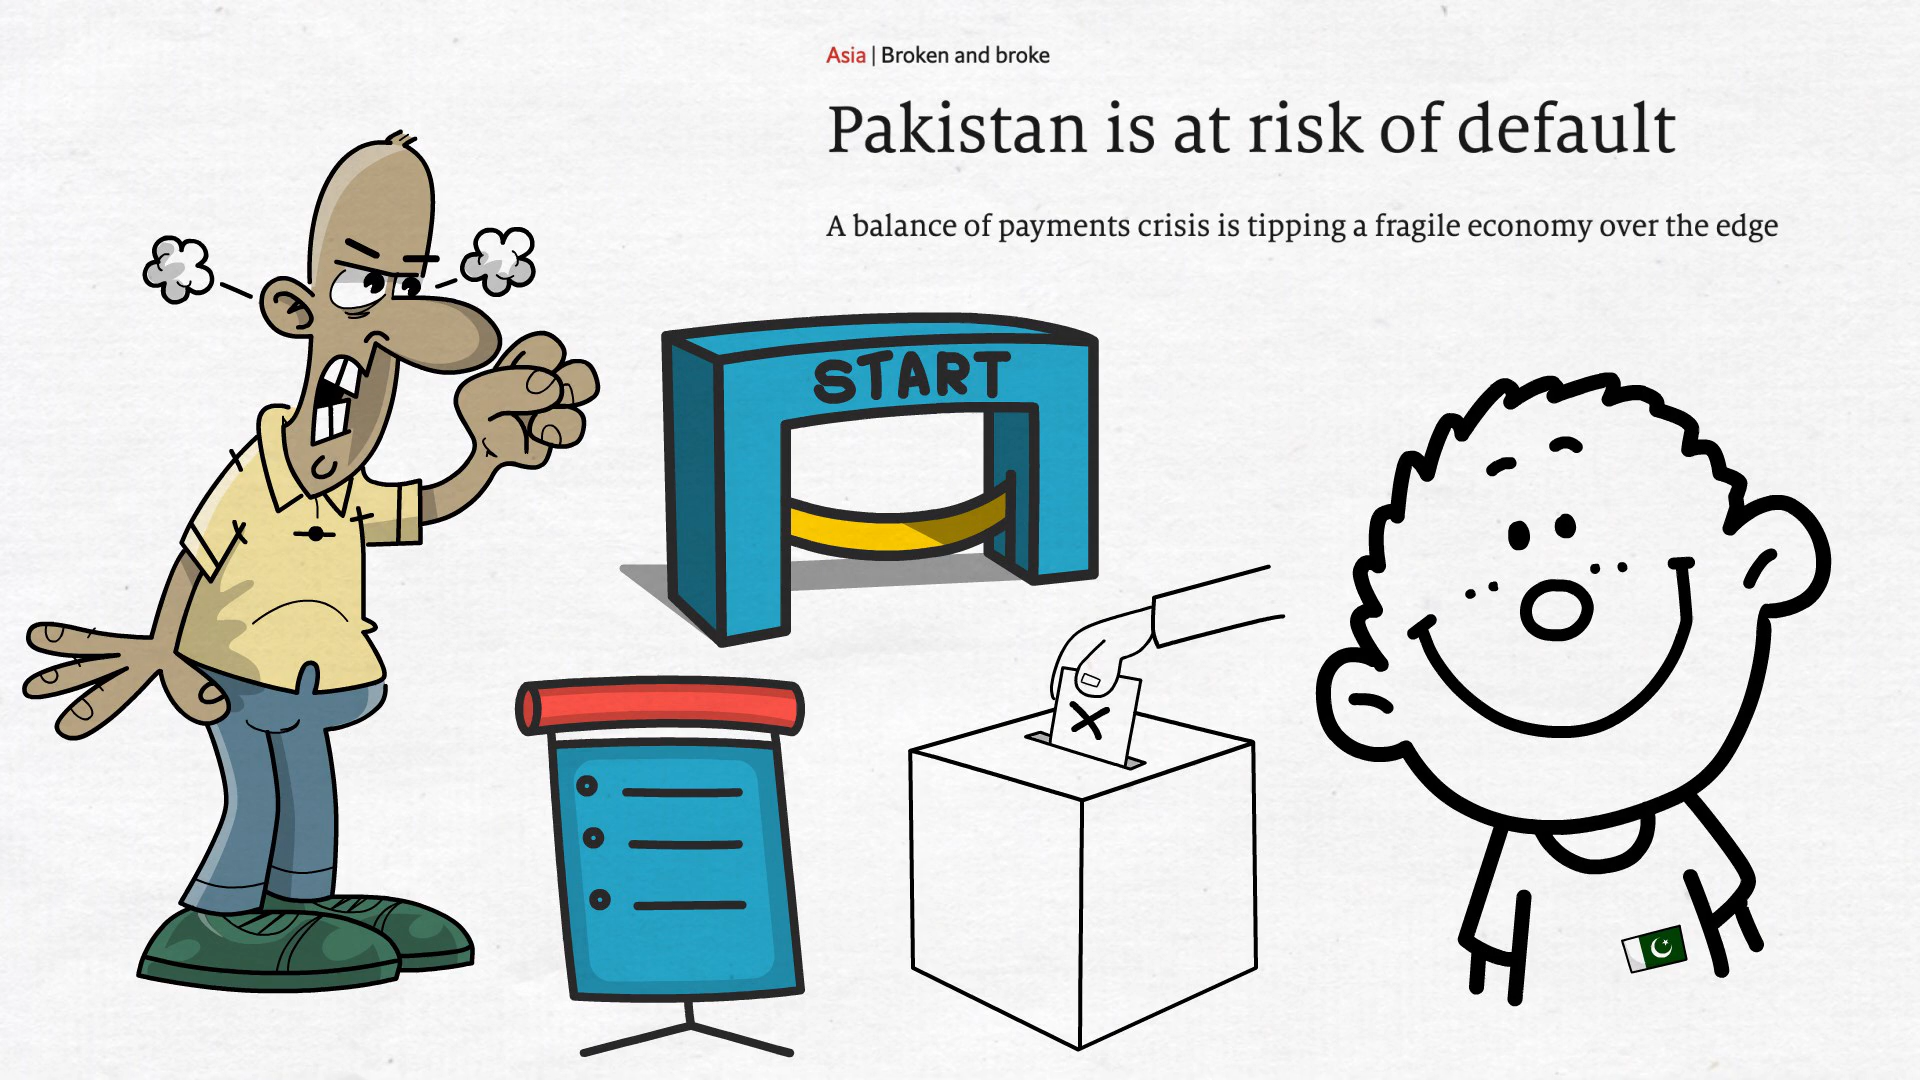 Asia | Broken and broke
Pakistan is at risk of default
A balance of payments crisis is tipping a fragile economy over the edge
START
X